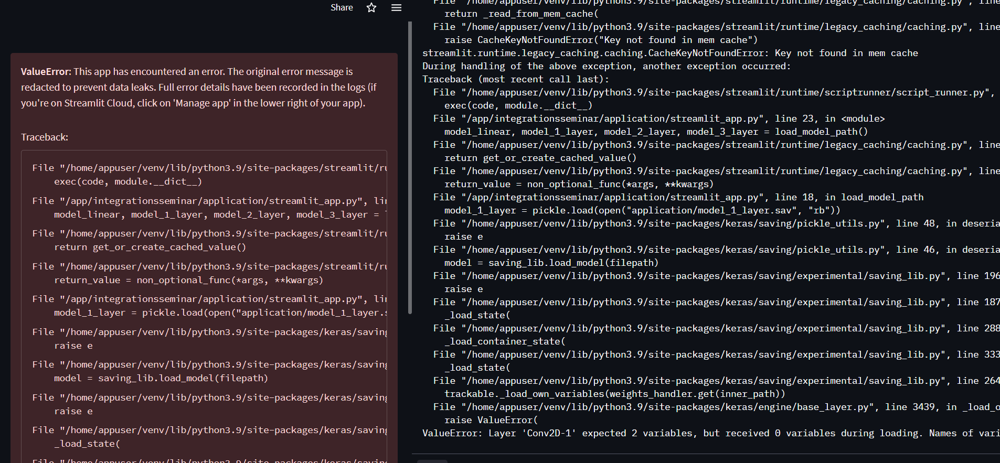 Share
ValueError: This app has encountered an error. The original error message is
redacted to prevent data leaks. Full error details have been recorded in the logs (if
you're on Streamlit Cloud, click on 'Manage app' in the lower right of your app).
Traceback:
File "/home/appuser/venv/lib/python3.9/site-packages/streamlit/ru
exec(code, module.__dict__)
File "/app/integrationsseminar/application/streamlit_app.py", lin
model_linear, model_1_layer, model_2_layer, model_3_layer =
File "/home/appuser/venv/lib/python3.9/site-packages/streamlit/ru
return get_or_create_cached_value()
File "/home/appuser/venv/lib/python3.9/site-packages/streamlit/ru
return_value = non_optional_func(*args, **kwargs)
File "/app/integrationsseminar/application/streamlit_app.py", lin
model_1_layer = pickle.load(open("application/model_1_layer.s
File "/home/appuser/venv/lib/python3.9/site-packages/keras/saving
raise e
File "/home/appuser/venv/lib/python3.9/site-packages/keras/saving
model = saving_lib.load_model(filepath)
File "/home/appuser/venv/lib/python3.9/site-packages/keras/saving
raise e
File "/home/appuser/venv/lib/python3.9/site-packages/keras/saving
_load_state(
File "/home/appuser/venv/lib/python3.9/site-packages/keras/saving
File "/home/appuser/venv/lib/python3.9/site-packages/streamlit/runtime/legacy_caching/caching.py", line
return _read_from_mem_cache(
File "/home/appuser/venv/lib/python3.9/site-packages/streamlit/runtime/legacy_caching/caching.py", line
raise CacheKeyNotFoundError("Key not found in mem cache")
streamlit.runtime.legacy_caching.caching.CacheKeyNotFoundError: Key not found in mem cache
During handling of the above exception, another exception occurred:
Traceback (most recent call last):
File "/home/appuser/venv/lib/python3.9/site-packages/streamlit/runtime/scriptrunner/script_runner.py",
exec(code, module.__dict__)
File "/app/integrationsseminar/application/streamlit_app.py", line 23, in <module>
model_linear, model_1_layer, model_2_layer, model_3_layer = load_model_path()
File "/home/appuser/venv/lib/python3.9/site-packages/streamlit/runtime/legacy_caching/caching.py", line
return get_or_create_cached_value()
File "/home/appuser/venv/lib/python3.9/site-packages/streamlit/runtime/legacy_caching/caching.py", line
return_value = non_optional_func(*args, **kwargs)
File "/app/integrationsseminar/application/streamlit_app.py", line 18, in load_model_path
model_1_layer = pickle.load(open("application/model_1_layer.sav", "rb"))
File "/home/appuser/venv/lib/python3.9/site-packages/keras/saving/pickle_utils.py", line 48, in deseria
raise e
File "/home/appuser/venv/lib/python3.9/site-packages/keras/saving/pickle_utils.py", line 46, in deseria
model = saving_lib.load_model(filepath)
File "/home/appuser/venv/lib/python3.9/site-packages/keras/saving/experimental/saving_lib.py", line 196
raise e
File "/home/appuser/venv/lib/python3.9/site-packages/keras/saving/experimental/saving_lib.py", line 187
_load_state(
File "/home/appuser/venv/lib/python3.9/site-packages/keras/saving/experimental/saving_lib.py", line 288
_load_container_state(
File "/home/appuser/venv/lib/python3.9/site-packages/keras/saving/experimental/saving_lib.py", line 333
_load_state(
File "/home/appuser/venv/lib/python3.9/site-packages/keras/saving/experimental/saving_lib.py", line 264
trackable._load_own_variables(weights_handler.get(inner_path))
File "/home/appuser/venv/lib/python3.9/site-packages/keras/engine/base_layer.py", line 3439, in _load_o
raise ValueError(
ValueError: Layer 'Conv2D-1' expected 2 variables, but received 0 variables during loading. Names of vari